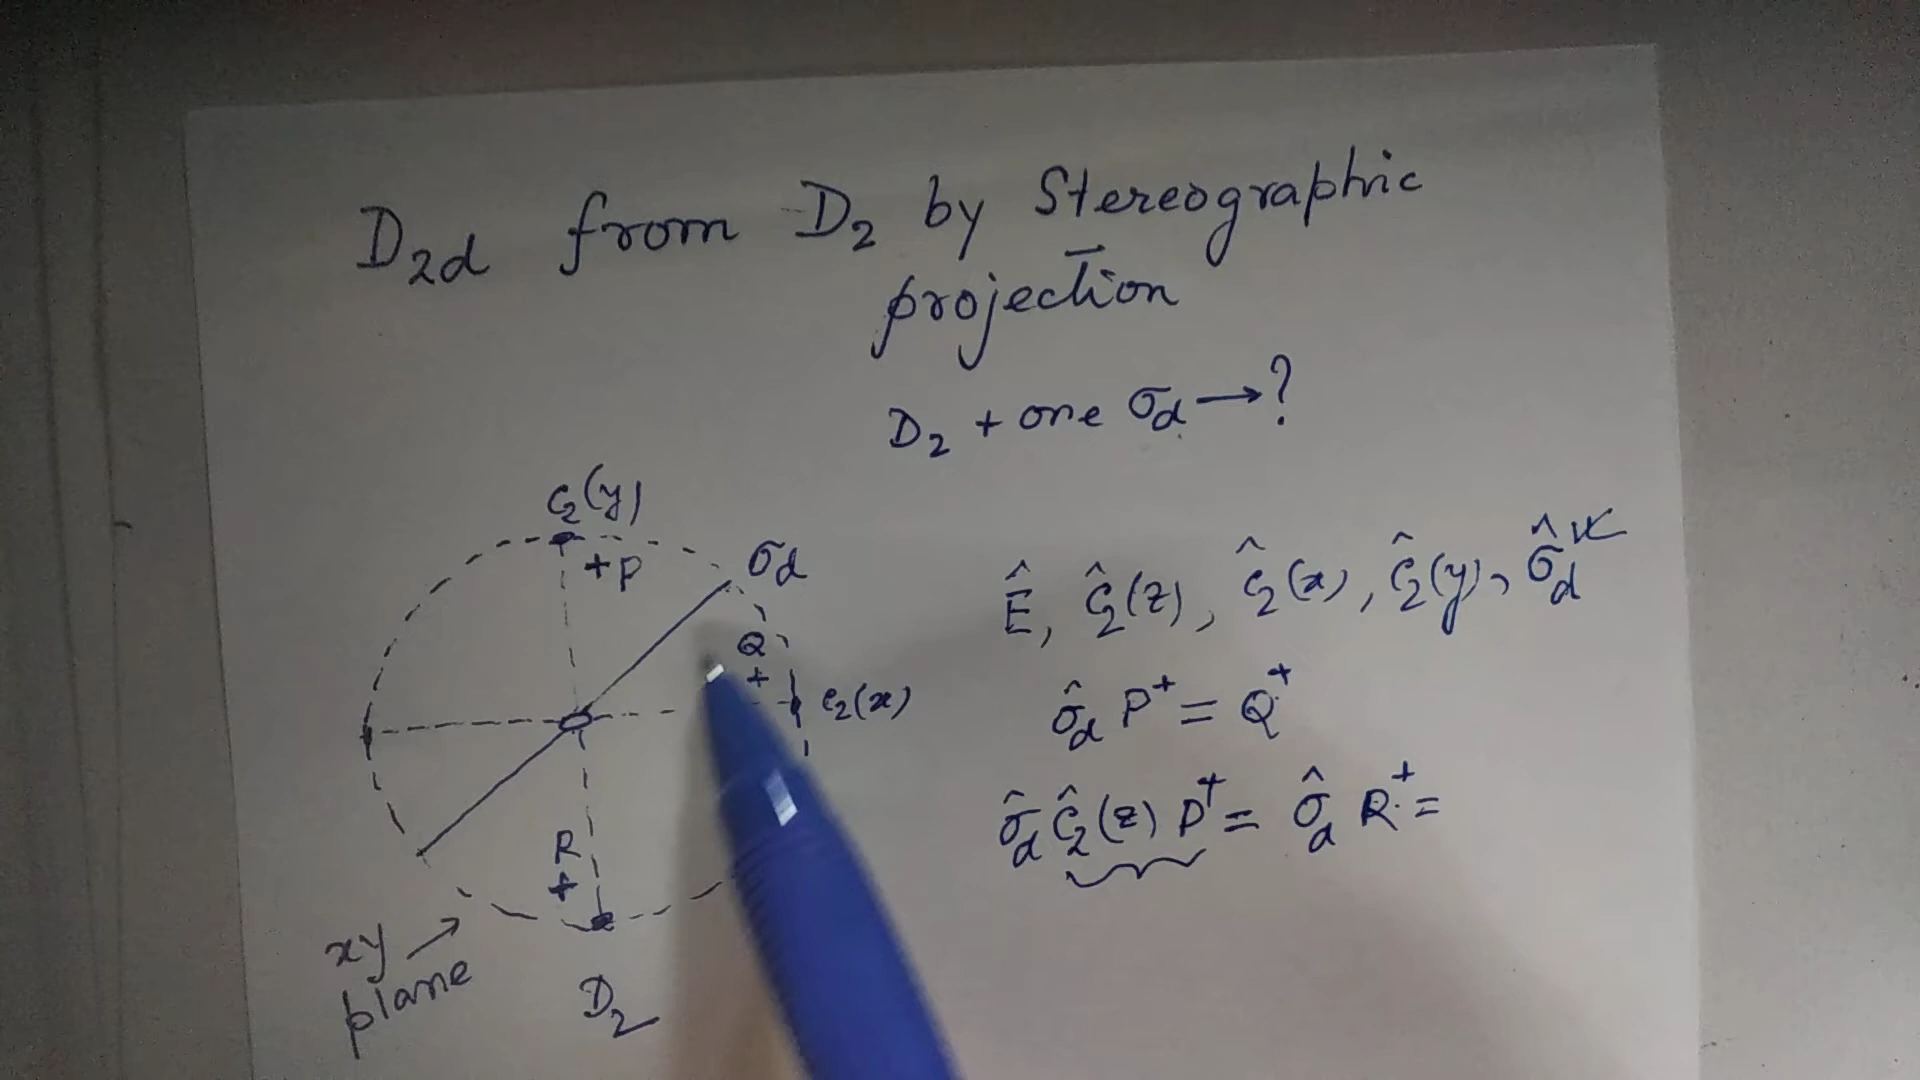 D₂d from D₂ by Stereographic
projection
D₂ + one σd → ?
C₂(y)
+P
σd
Q
+
C₂(x)
R
+
xy
plane
D₂
Ê, Ĉ₂(z), Ĉ₂(x), Ĉ₂(y), σ̂d
σ̂d P⁺ = Q⁺
σ̂d Ĉ₂(z) P⁺ = σ̂d R⁺ =